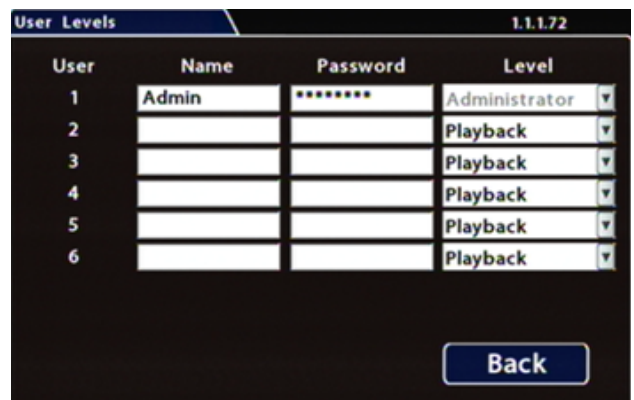 User Levels 1.1.1.72
User Name Password Level
1 Admin ******** Administrator
2 Playback
3 Playback
4 Playback
5 Playback
6 Playback
Back